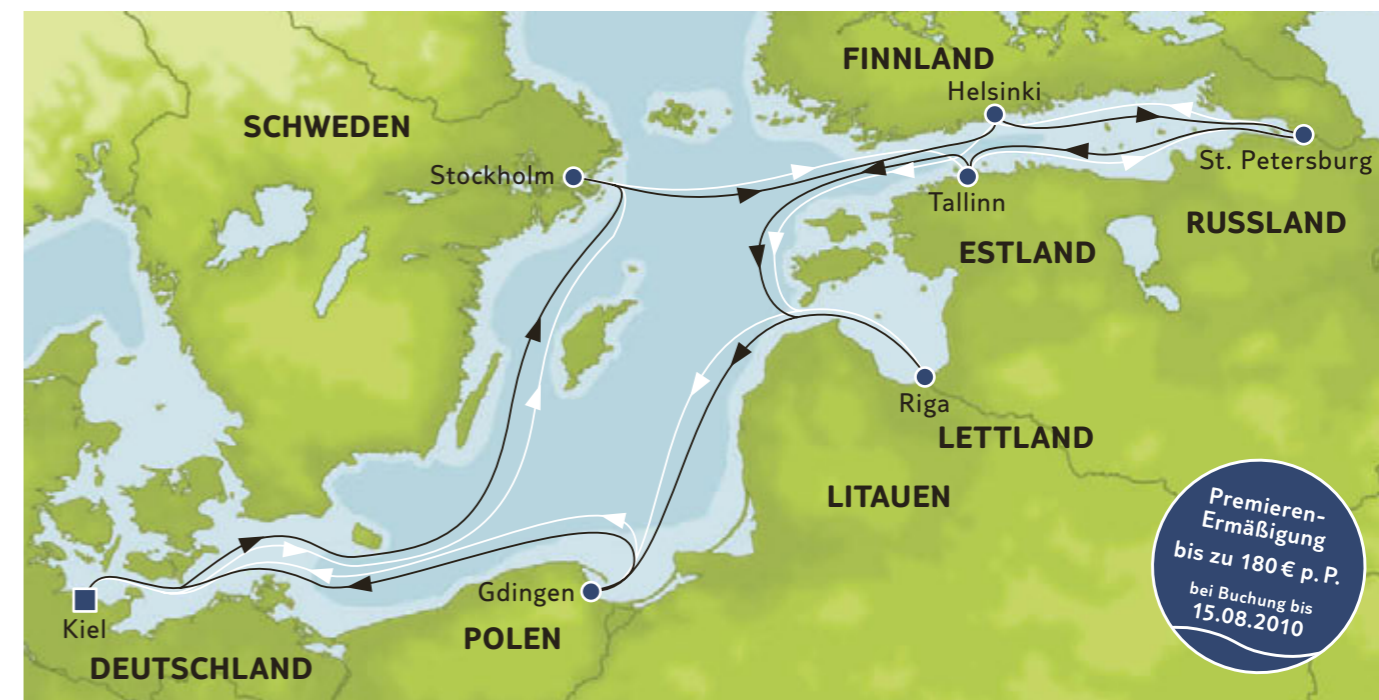 FINNLAND
Helsinki
SCHWEDEN
Stockholm
St. Petersburg
Tallinn
RUSSLAND
ESTLAND
Riga
LETTLAND
LITAUEN
Premieren-
Ermäßigung
bis zu 180 € p. P.
bei Buchung bis
15.08.2010
Gdingen
Kiel
POLEN
DEUTSCHLAND